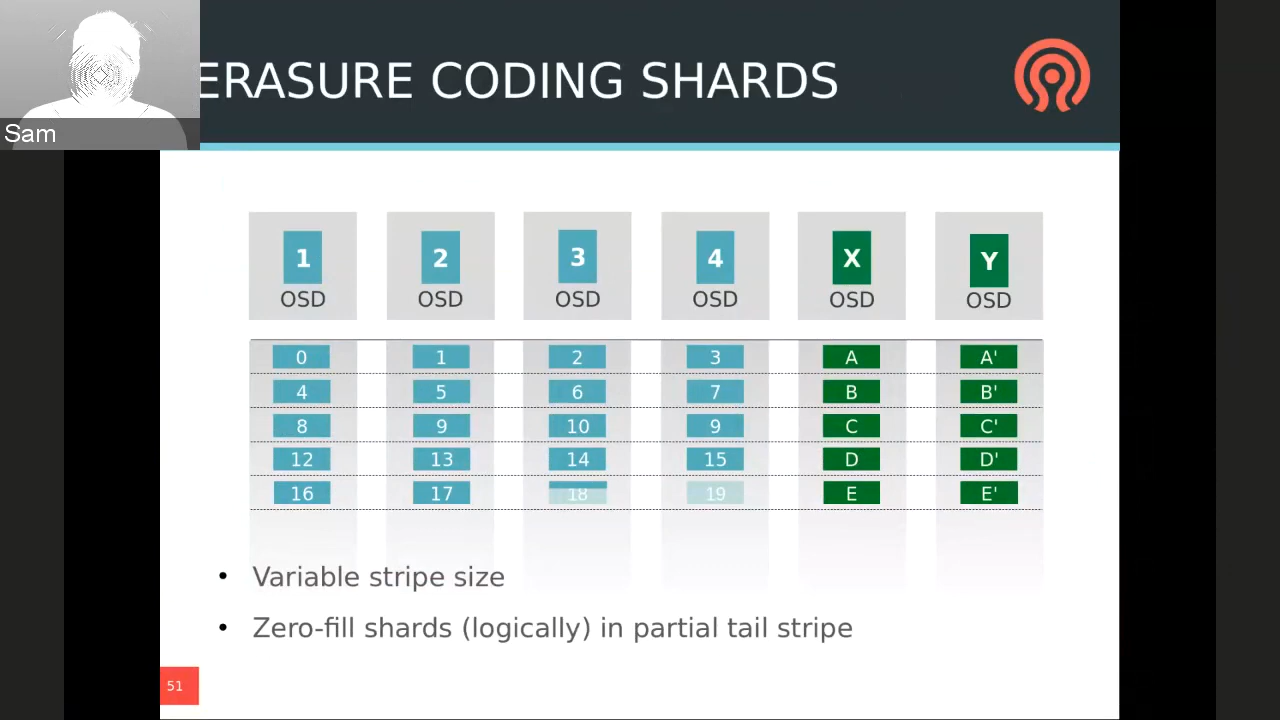 Sam
ERASURE CODING SHARDS
1 2 3 4 X Y
OSD OSD OSD OSD OSD OSD
0 1 2 3 A A'
4 5 6 7 B B'
8 9 10 9 C C'
12 13 14 15 D D'
16 17 18 19 E E'
• Variable stripe size
• Zero-fill shards (logically) in partial tail stripe
51